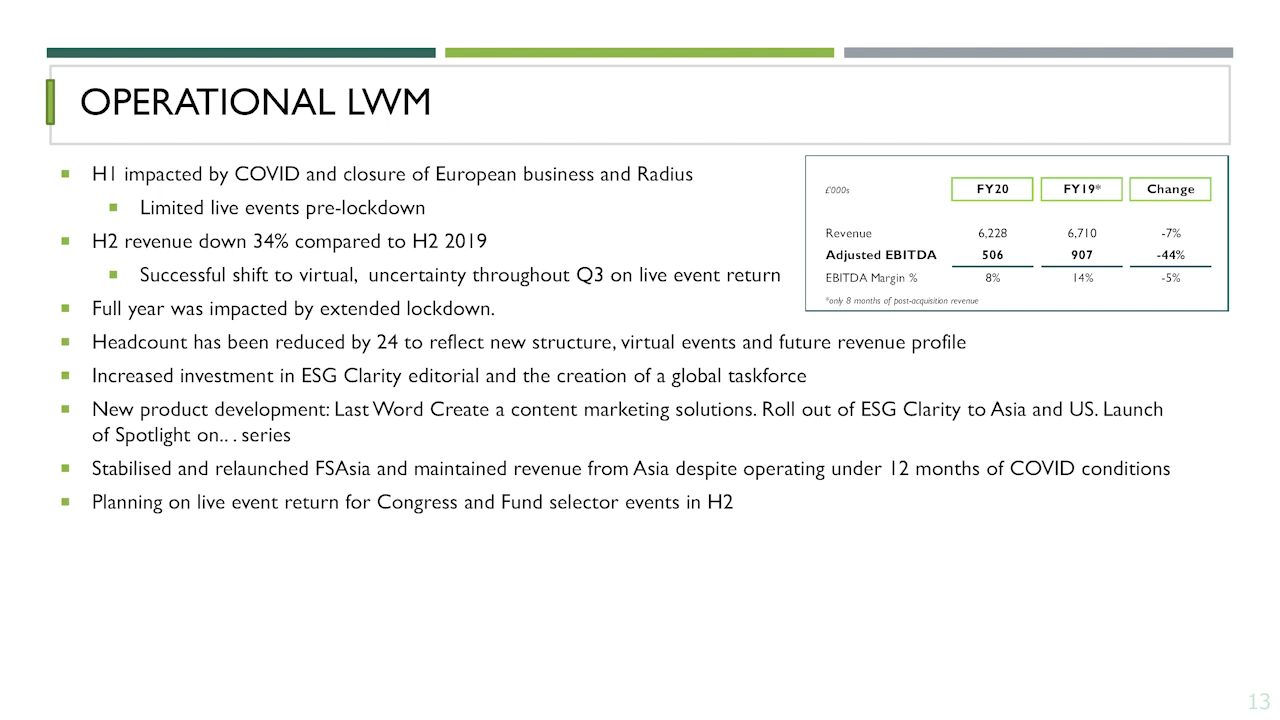 OPERATIONAL LWM
H1 impacted by COVID and closure of European business and Radius
Limited live events pre-lockdown
H2 revenue down 34% compared to H2 2019
Successful shift to virtual, uncertainty throughout Q3 on live event return
Full year was impacted by extended lockdown.
Headcount has been reduced by 24 to reflect new structure, virtual events and future revenue profile
Increased investment in ESG Clarity editorial and the creation of a global taskforce
New product development: Last Word Create a content marketing solutions. Roll out of ESG Clarity to Asia and US. Launch
of Spotlight on.. . series
Stabilised and relaunched FSAsia and maintained revenue from Asia despite operating under 12 months of COVID conditions
Planning on live event return for Congress and Fund selector events in H2
£'000s FY20 FY19* Change
Revenue 6,228 6,710 -7%
Adjusted EBITDA 506 907 -44%
EBITDA Margin % 8% 14% -5%
*only 8 months of post-acquisition revenue
13